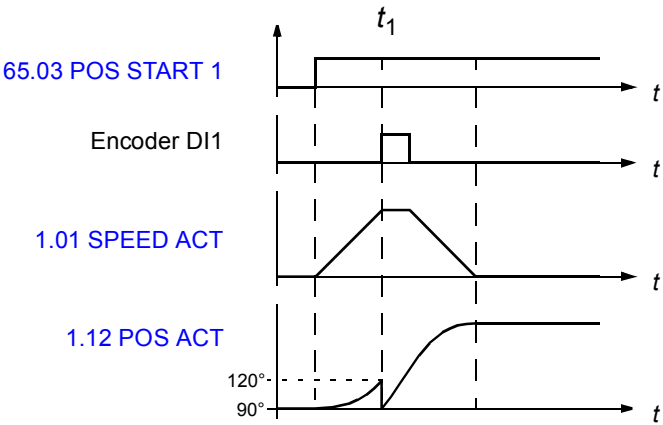 t1
65.03 POS START 1
t
Encoder DI1
t
1.01 SPEED ACT
t
1.12 POS ACT
120°
90°
t